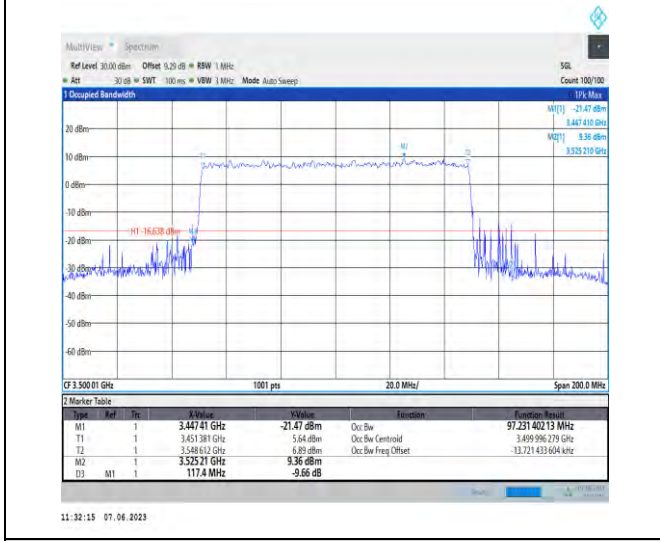 MultiView Spectrum
Ref Level 30.00 dBm Offset 9.29 dB RBW 1 MHz SGL
Att 30 dB SWT 100 ms VBW 3 MHz Mode Auto Sweep Count 100/100
1 Occupied Bandwidth 1Pk Max
M1[1] -21.47 dBm
3.447 410 GHz
M2[1] 9.36 dBm
3.525 210 GHz
20 dBm
M2
T1
T2
10 dBm
0 dBm
-10 dBm
H1 -16.638 dBm
-20 dBm
-30 dBm
-40 dBm
-50 dBm
-60 dBm
CF 3.500 01 GHz 1001 pts 20.0 MHz/ Span 200.0 MHz
2 Marker Table
Type Ref Trc X-Value Y-Value Function Function Result
M1 1 3.447 41 GHz -21.47 dBm Occ Bw 97.231 402 13 MHz
T1 1 3.451 381 GHz 5.64 dBm Occ Bw Centroid 3.499 996 279 GHz
T2 1 3.548 612 GHz 6.89 dBm Occ Bw Freq Offset -13.721 433 604 kHz
M2 1 3.525 21 GHz 9.36 dBm
D3 M1 1 117.4 MHz -9.66 dB
11:32:15 07.06.2023